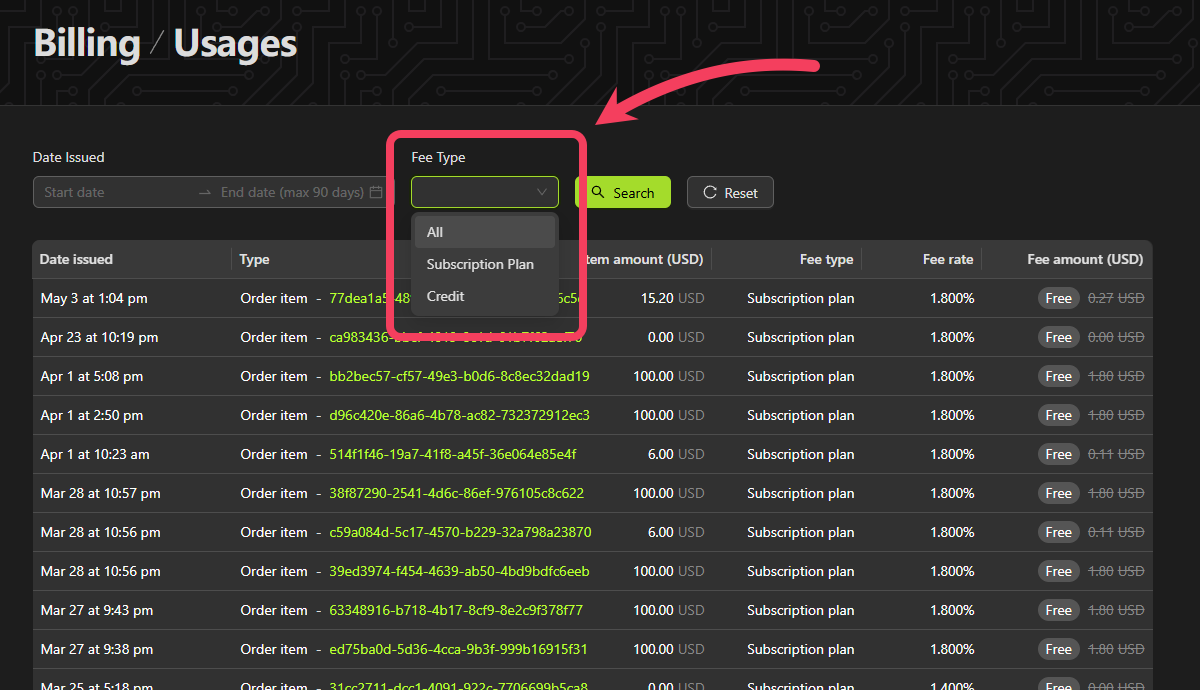 Billing / Usages
Date Issued
Fee Type
Start date → End date (max 90 days)
Search
Reset
All
Subscription Plan
Credit
Date issued Type amount (USD) Fee type Fee rate Fee amount (USD)
May 3 at 1:04 pm Order item - 15.20 USD Subscription plan 1.800% Free 0.27 USD
Apr 23 at 10:19 pm Order item - 0.00 USD Subscription plan 1.800% Free 0.00 USD
Apr 1 at 5:08 pm Order item - bb2bec57-cf57-49e3-b0d6-8c8ec32dad19 100.00 USD Subscription plan 1.800% Free 1.80 USD
Apr 1 at 2:50 pm Order item - d96c420e-86a6-4b78-ac82-732372912ec3 100.00 USD Subscription plan 1.800% Free 1.80 USD
Apr 1 at 10:23 am Order item - 514f1f46-19a7-41f8-a45f-36e064e85e4f 6.00 USD Subscription plan 1.800% Free 0.11 USD
Mar 28 at 10:57 pm Order item - 38f87290-2541-4d6c-86ef-976105c8c622 100.00 USD Subscription plan 1.800% Free 1.80 USD
Mar 28 at 10:56 pm Order item - c59a084d-5c17-4570-b229-32a798a23870 6.00 USD Subscription plan 1.800% Free 0.11 USD
Mar 28 at 10:56 pm Order item - 39ed3974-f454-4639-ab50-4bd9bdfc6eeb 100.00 USD Subscription plan 1.800% Free 1.80 USD
Mar 27 at 9:43 pm Order item - 63348916-b718-4b17-8cf9-8e2c9f378f77 100.00 USD Subscription plan 1.800% Free 1.80 USD
Mar 27 at 9:38 pm Order item - ed75ba0d-5d36-4cca-9b3f-999b16915f31 100.00 USD Subscription plan 1.800% Free 1.80 USD
Mar 25 at 5:18 pm Order item - 31cc2711-dcc1-4091-922c-7706699b5ca8 0.00 USD Subscription plan 1.400% Free 0.00 USD